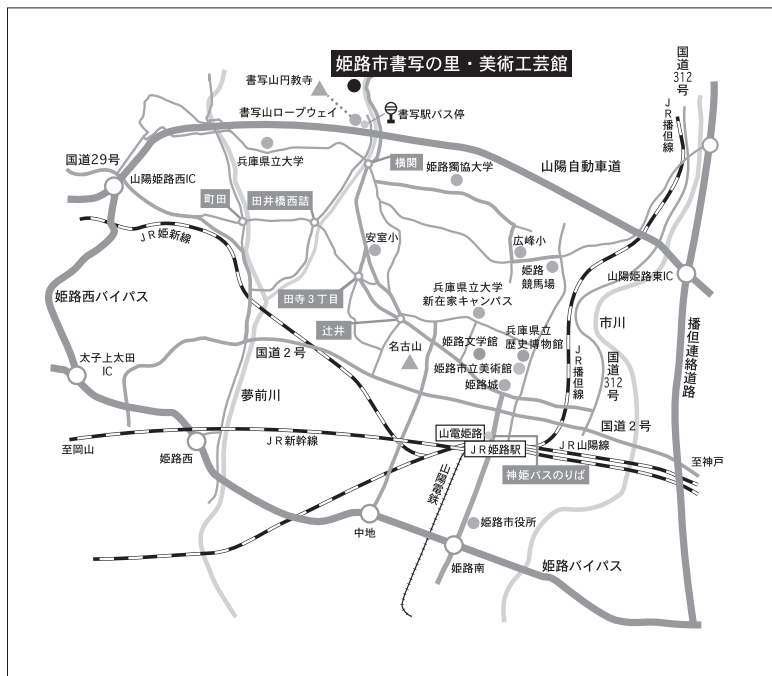 姫路市書写の里・美術工芸館
国道
312
号
書写山円教寺
書写山ロープウェイ
書写駅バス停
JR播但線
国道29号
兵庫県立大学
横関
姫路獨協大学
山陽自動車道
山陽姫路西IC
町田
田井橋西詰
JR姫新線
安室小
広峰小
姫路
競馬場
山陽姫路東IC
姫路西バイパス
田寺3丁目
兵庫県立大学
新在家キャンパス
辻井
市川
播但連絡道路
名古山
姫路文学館
兵庫県立
歴史博物館
姫路市立美術館
姫路城
JR播但線
国道
312
号
太子上太田
IC
国道2号
夢前川
国道2号
山電姫路
JR姫路駅
JR山陽線
至岡山
JR新幹線
姫路西
至神戸
神姫バスのりば
山陽電鉄
中地
姫路市役所
姫路南
姫路バイパス